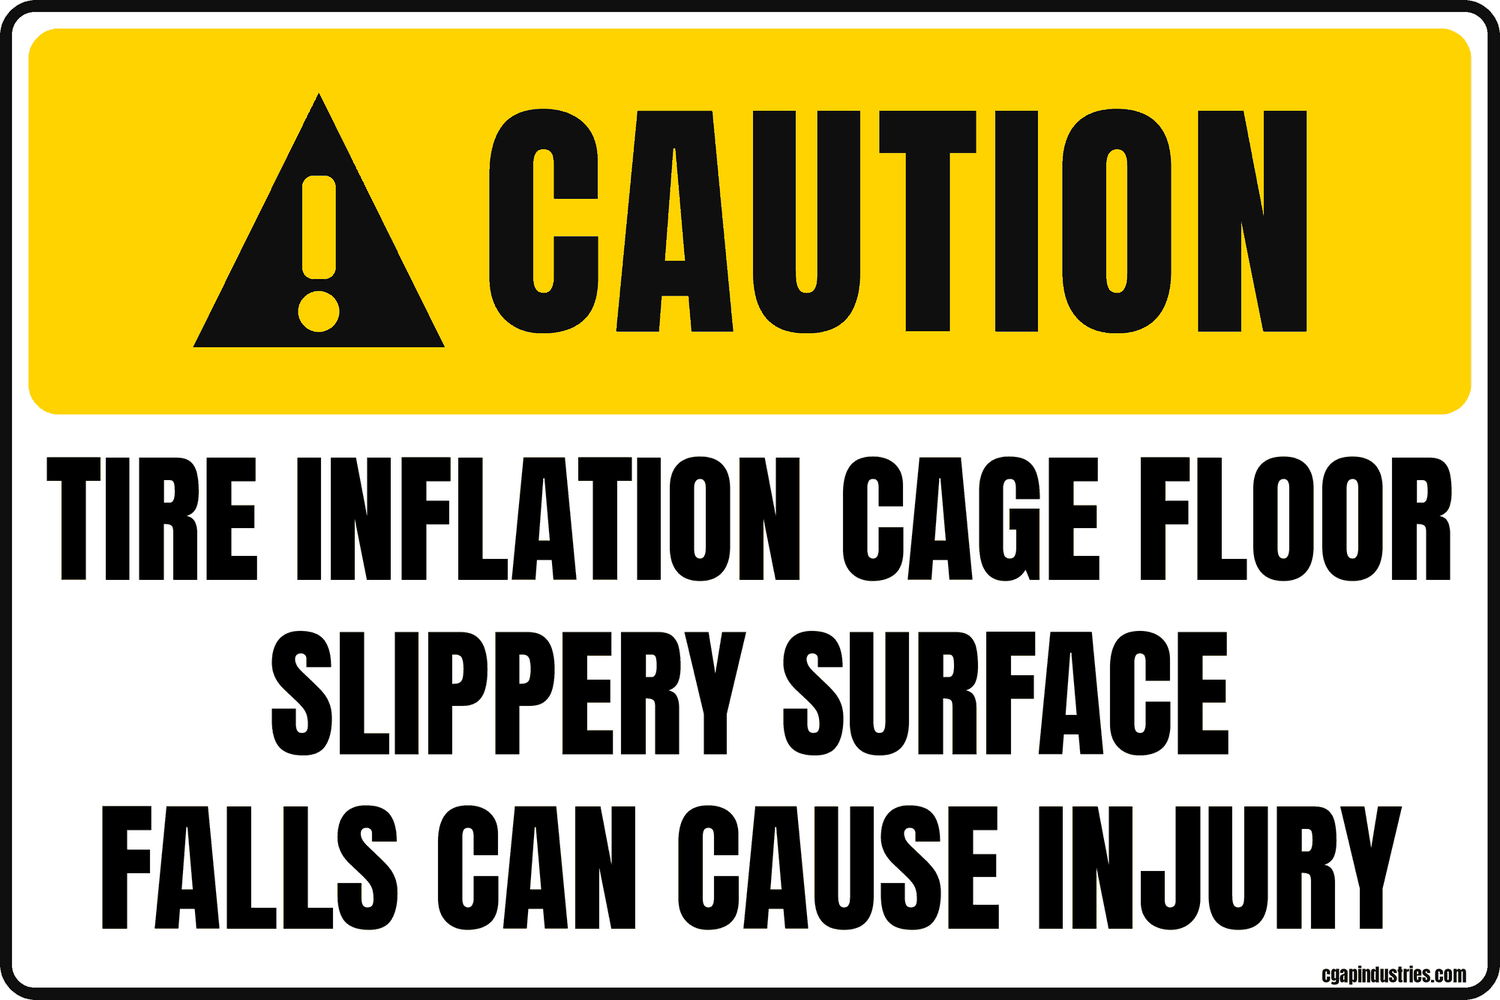 CAUTION
TIRE INFLATION CAGE FLOOR
SLIPPERY SURFACE
FALLS CAN CAUSE INJURY
cgapindustries.com